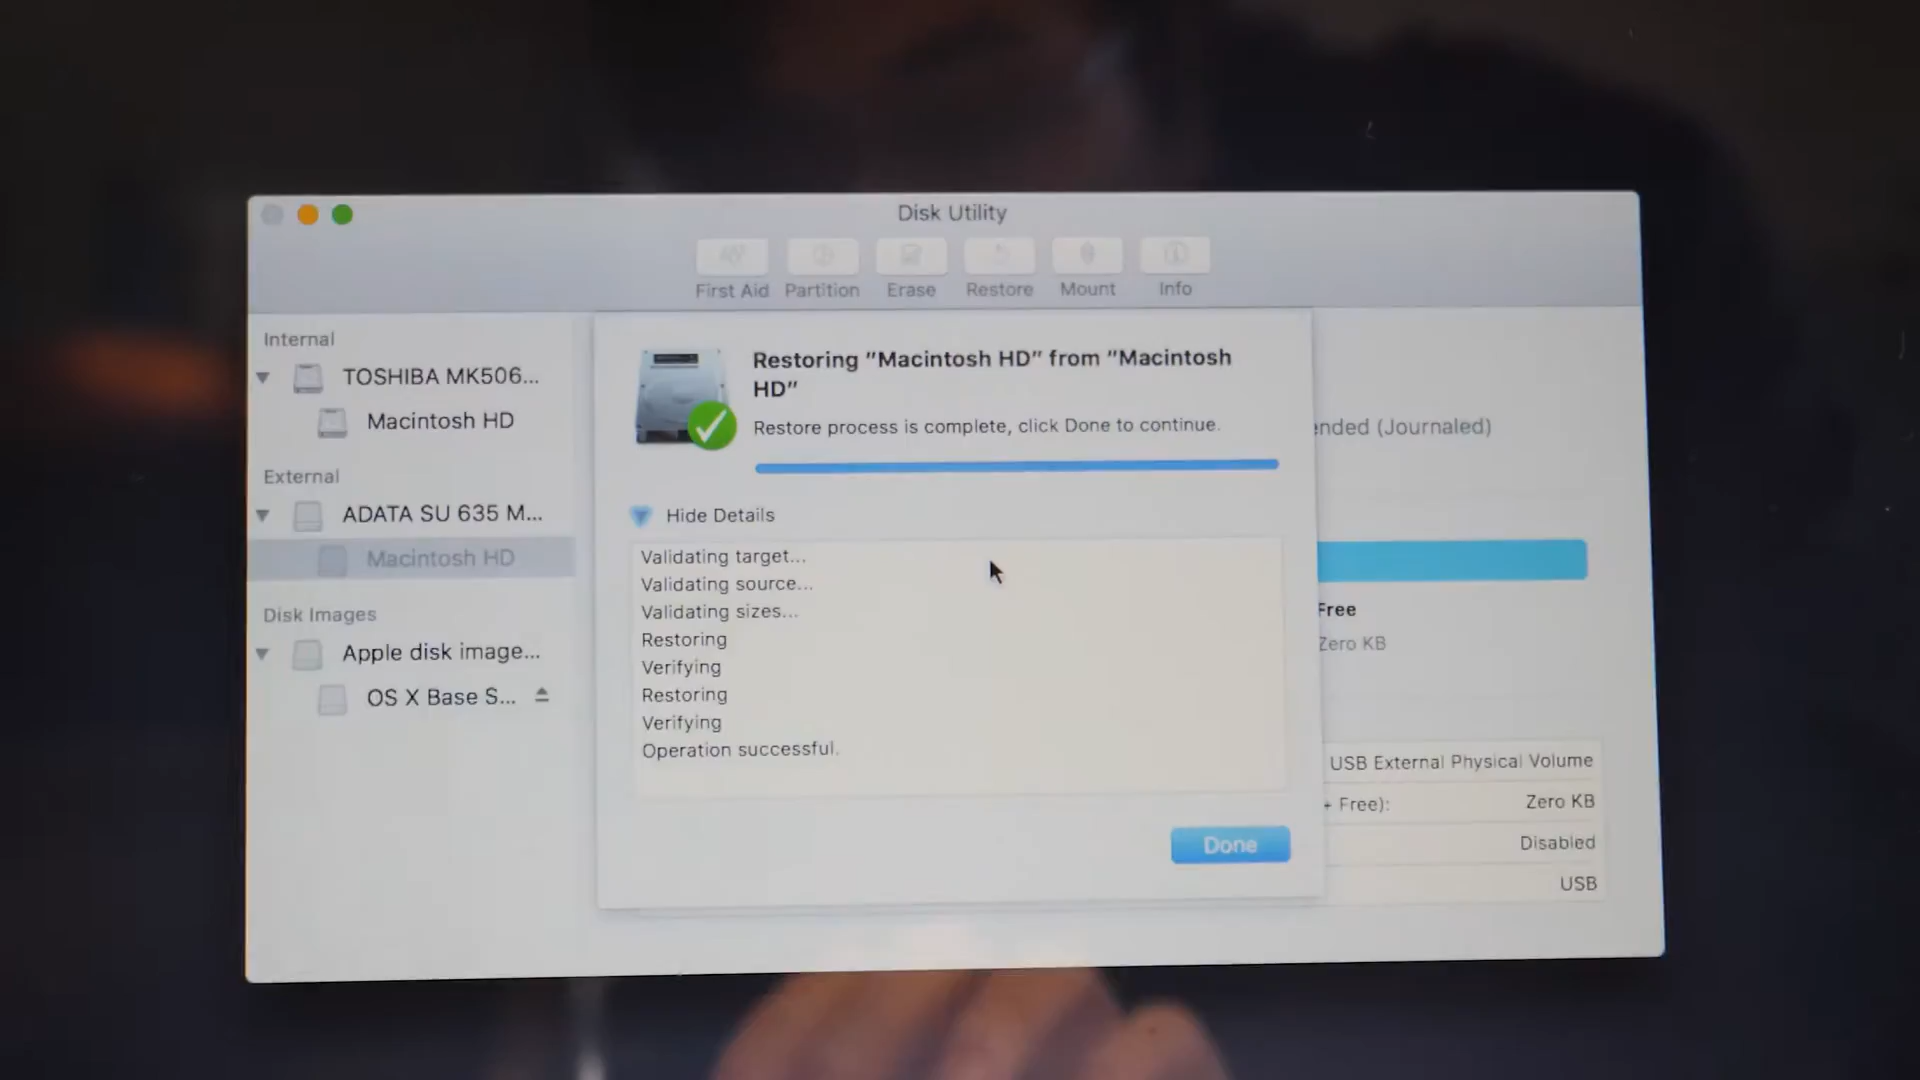 Disk Utility
First Aid
Partition
Erase
Restore
Mount
Info
Internal
TOSHIBA MK506...
Macintosh HD
External
ADATA SU 635 M...
Macintosh HD
Disk Images
Apple disk image...
OS X Base S...
Restoring "Macintosh HD" from "Macintosh
HD"
Restore process is complete, click Done to continue.
Hide Details
Validating target...
Validating source...
Validating sizes...
Restoring
Verifying
Restoring
Verifying
Operation successful.
Done
ended (Journaled)
Free
Zero KB
USB External Physical Volume
+ Free):
Zero KB
Disabled
USB